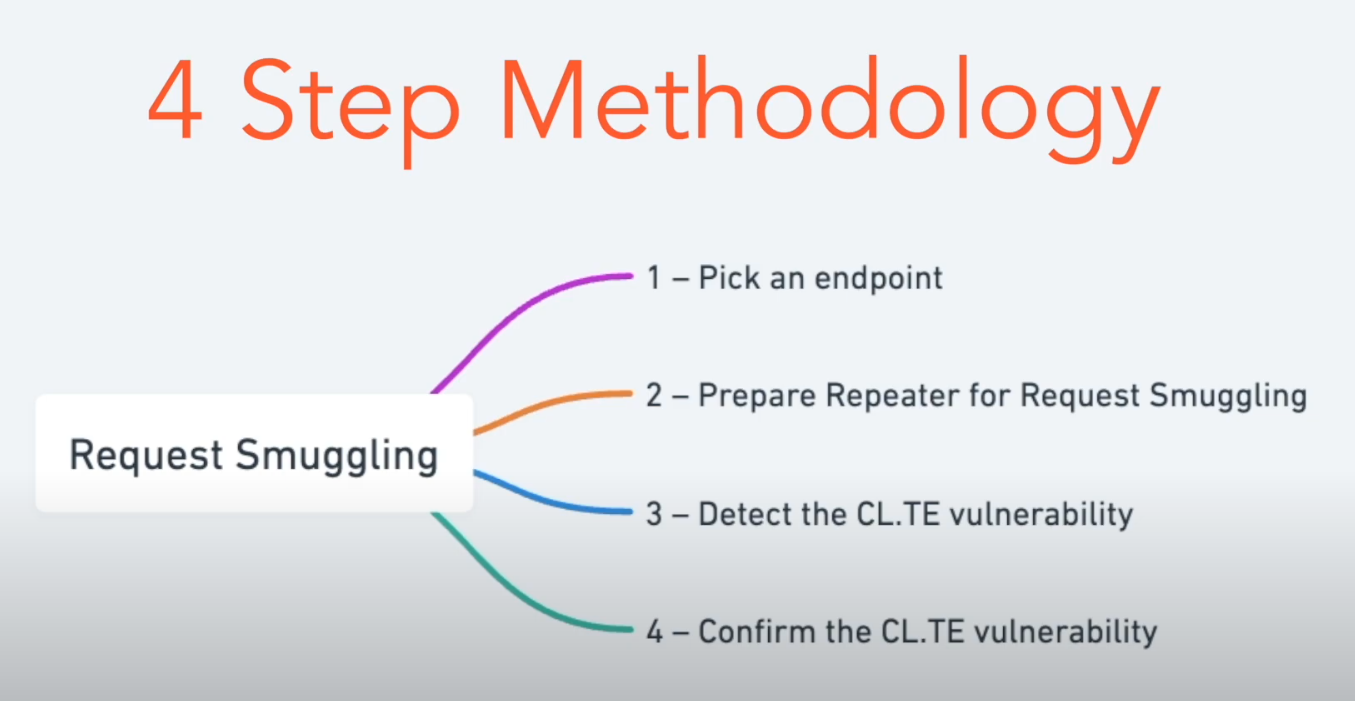 4 Step Methodology
1 – Pick an endpoint
2 – Prepare Repeater for Request Smuggling
Request Smuggling
3 – Detect the CL.TE vulnerability
4 – Confirm the CL.TE vulnerability